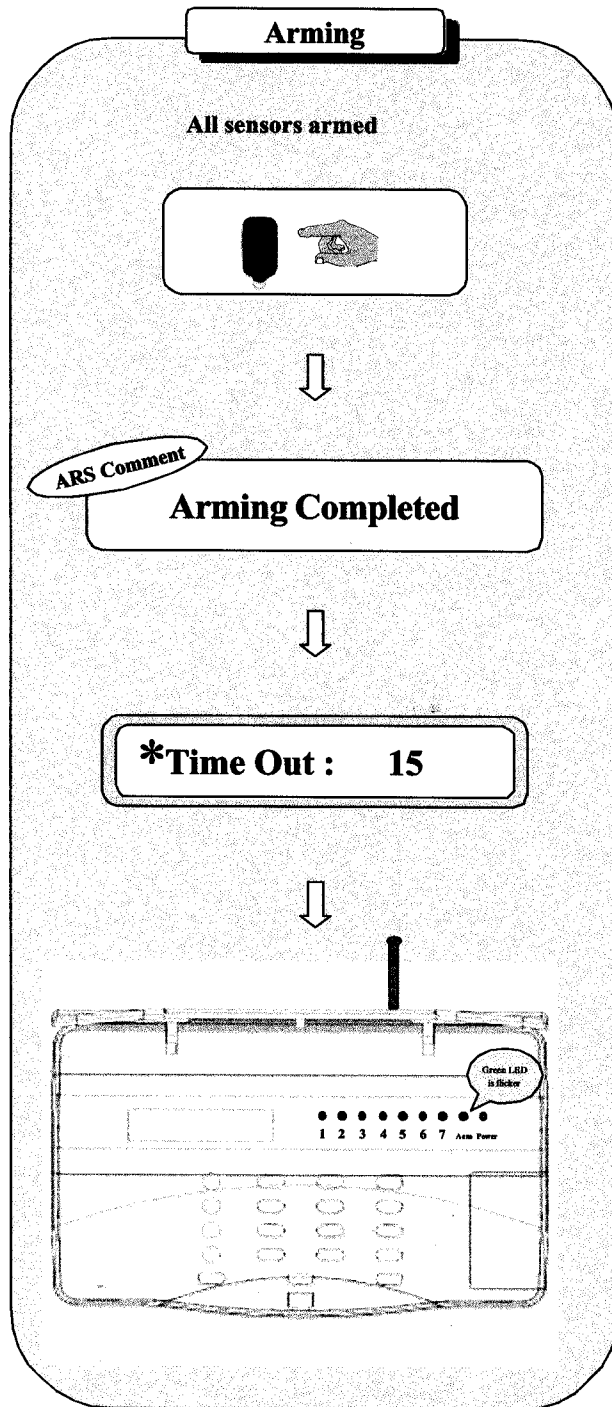 Arming
All sensors armed
ARS Comment
Arming Completed
*Time Out : 15
Green LED
is flicker
1 2 3 4 5 6 7 Arm Power